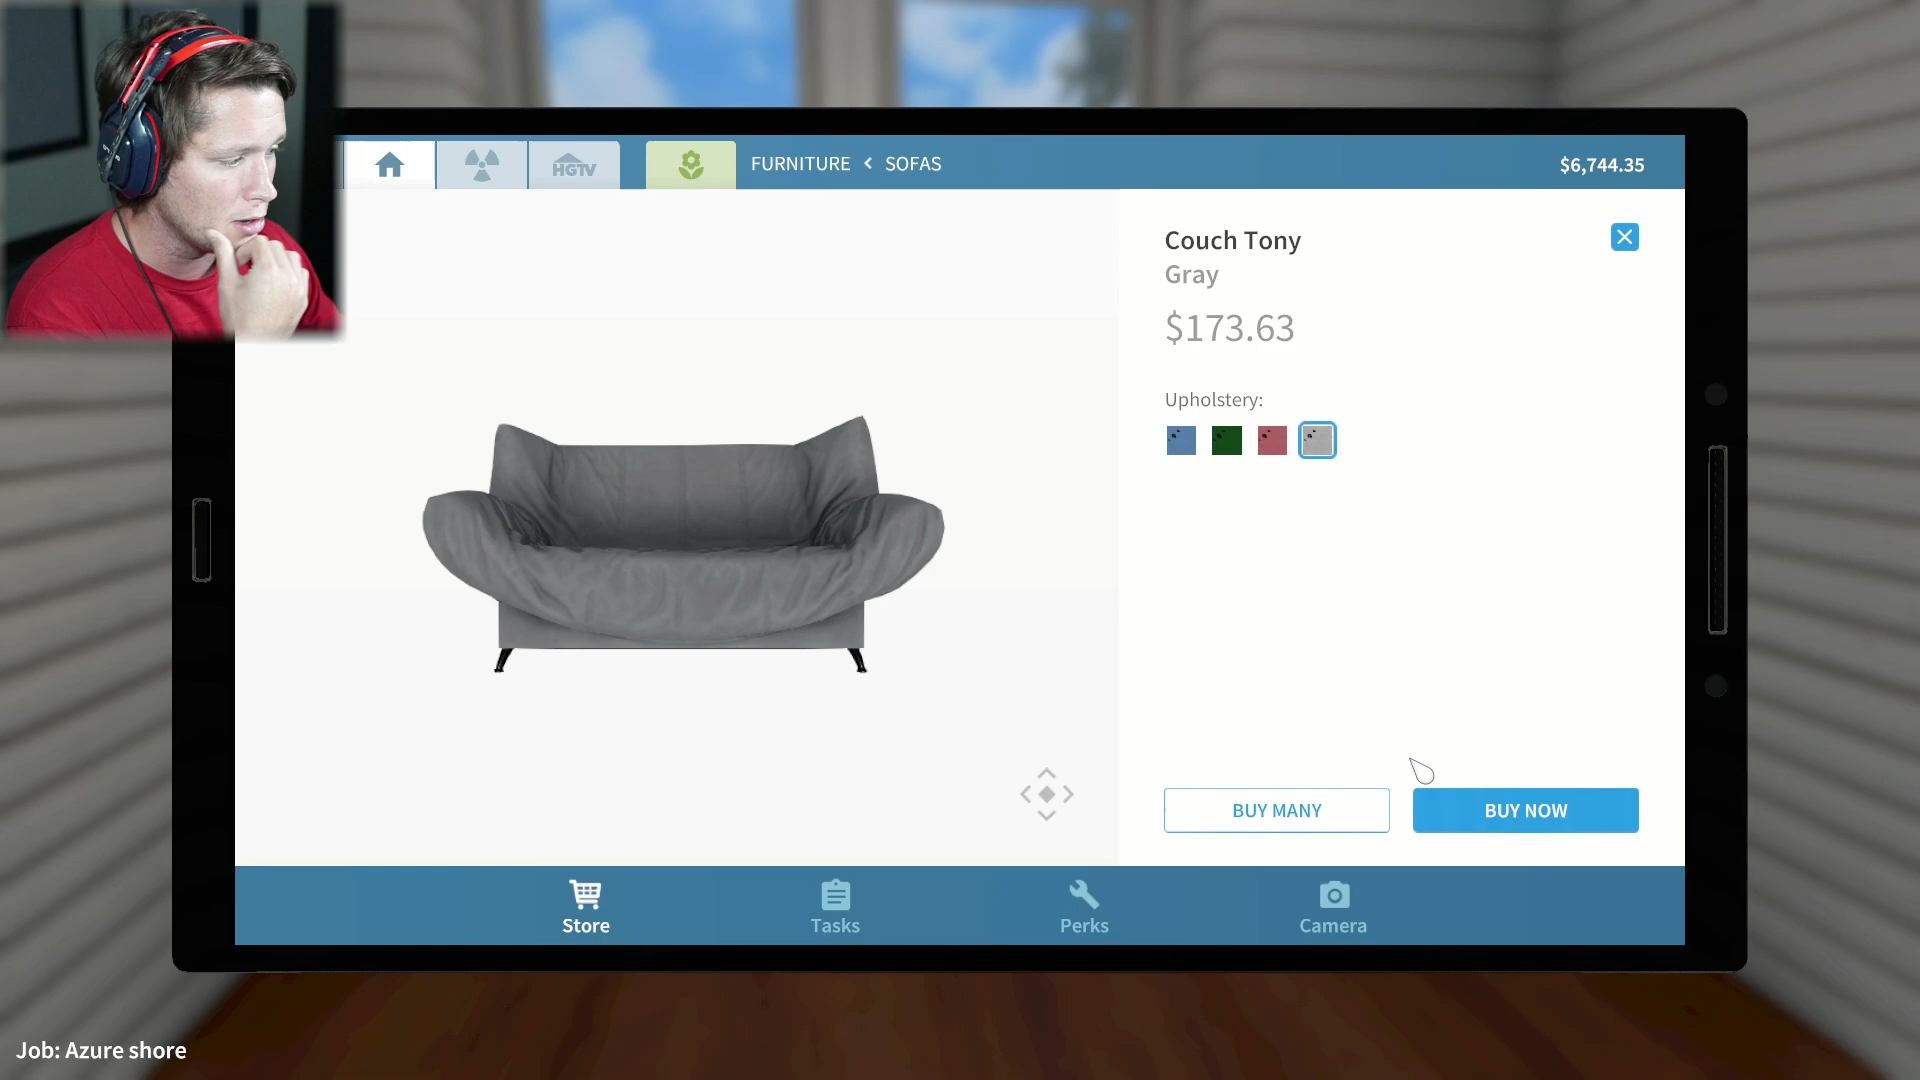 HGTV
FURNITURE < SOFAS
$6,744.35
Couch Tony
Gray
$173.63
Upholstery:
BUY MANY
BUY NOW
Store
Tasks
Perks
Camera
Job: Azure shore